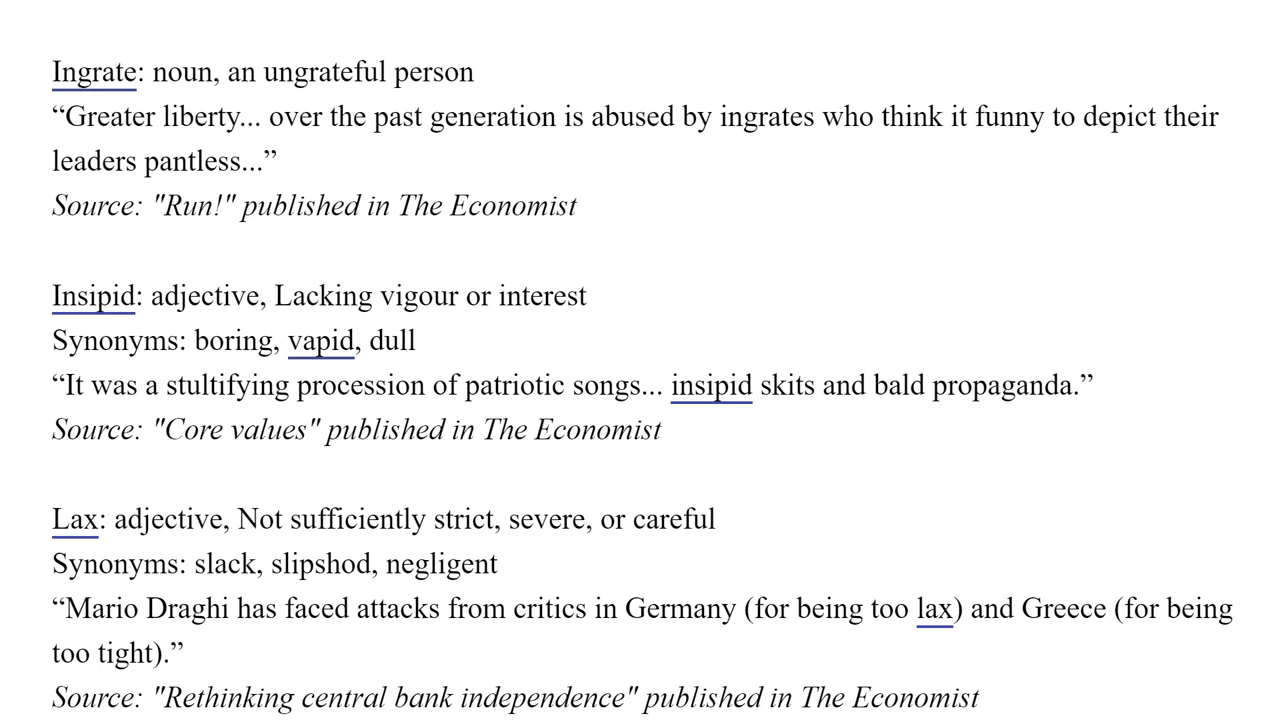 Ingrate: noun, an ungrateful person
“Greater liberty... over the past generation is abused by ingrates who think it funny to depict their
leaders pantless...”
Source: "Run!" published in The Economist
Insipid: adjective, Lacking vigour or interest
Synonyms: boring, vapid, dull
“It was a stultifying procession of patriotic songs... insipid skits and bald propaganda.”
Source: "Core values" published in The Economist
Lax: adjective, Not sufficiently strict, severe, or careful
Synonyms: slack, slipshod, negligent
“Mario Draghi has faced attacks from critics in Germany (for being too lax) and Greece (for being
too tight).”
Source: "Rethinking central bank independence" published in The Economist